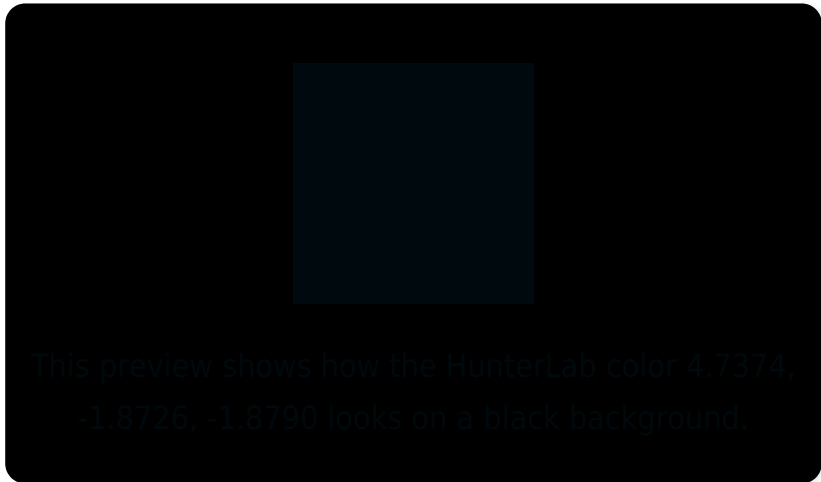 This preview shows how the HunterLab color 4.7374,
-1.8726, -1.8790 looks on a black background.